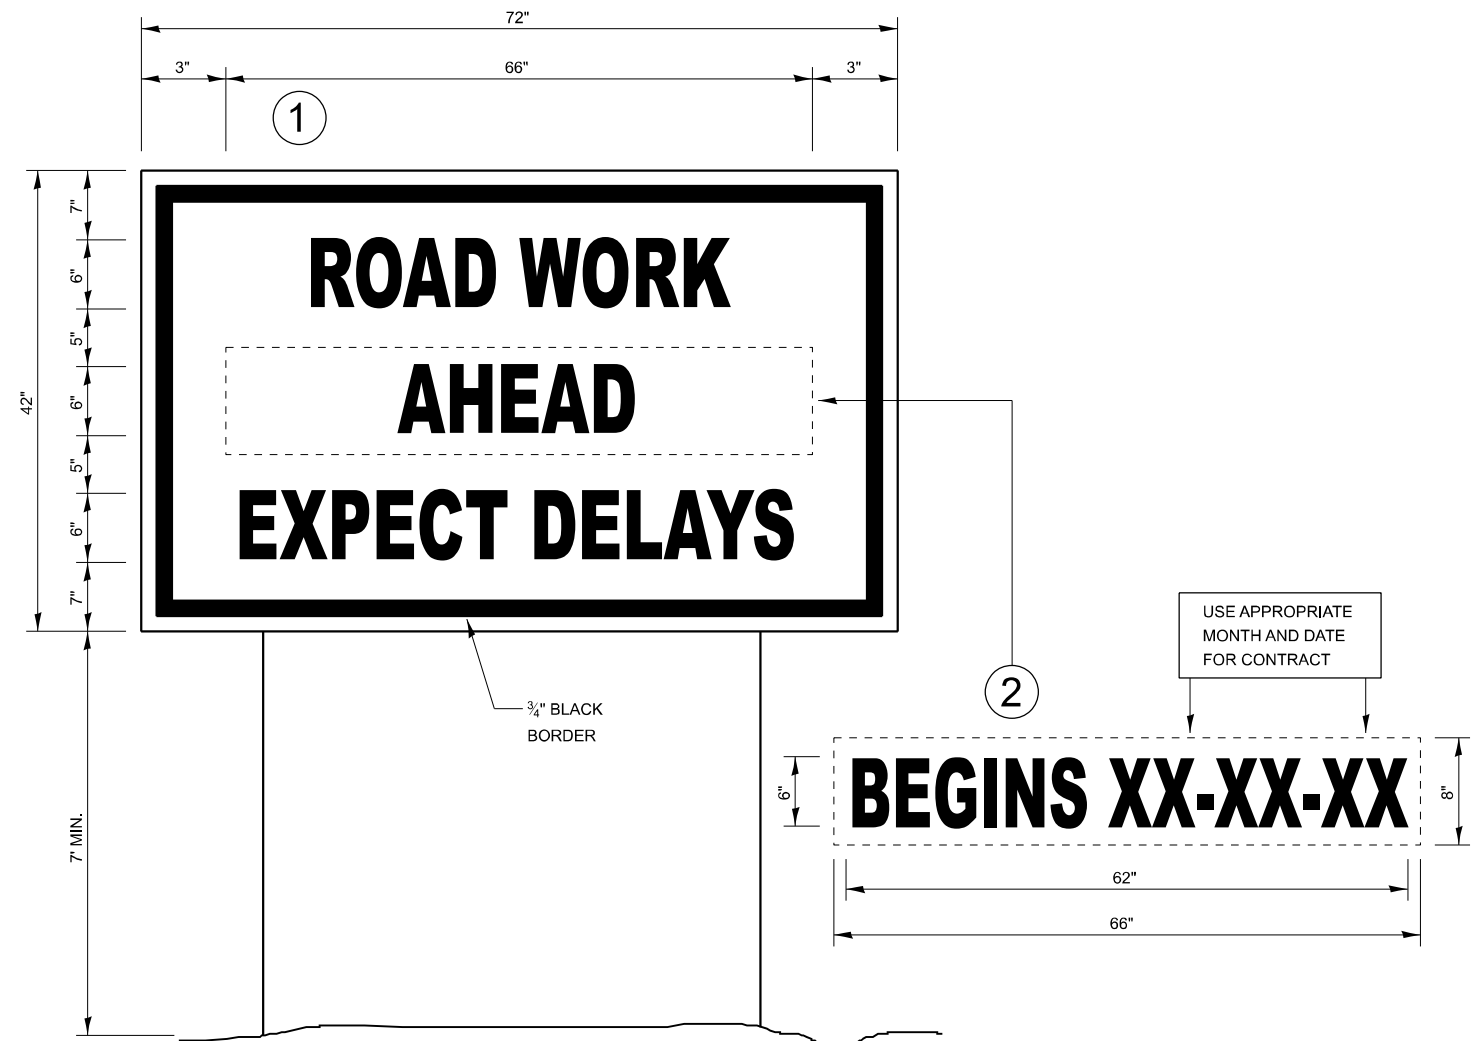 72"
3" 66" 3"
1
7"
6"
5"
6"
5"
6"
7"
42"
ROAD WORK
AHEAD
EXPECT DELAYS
¾" BLACK
BORDER
7' MIN.
2
USE APPROPRIATE
MONTH AND DATE
FOR CONTRACT
6"
BEGINS XX-XX-XX
8"
62"
66"